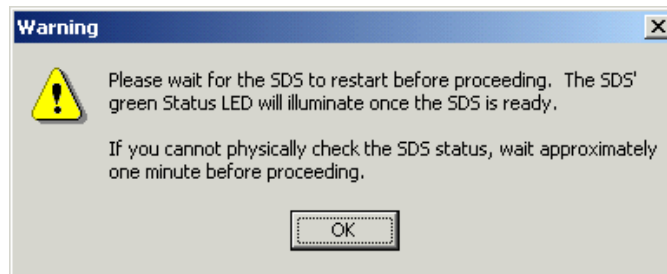 Warning
Please wait for the SDS to restart before proceeding. The SDS'
green Status LED will illuminate once the SDS is ready.
If you cannot physically check the SDS status, wait approximately
one minute before proceeding.
OK